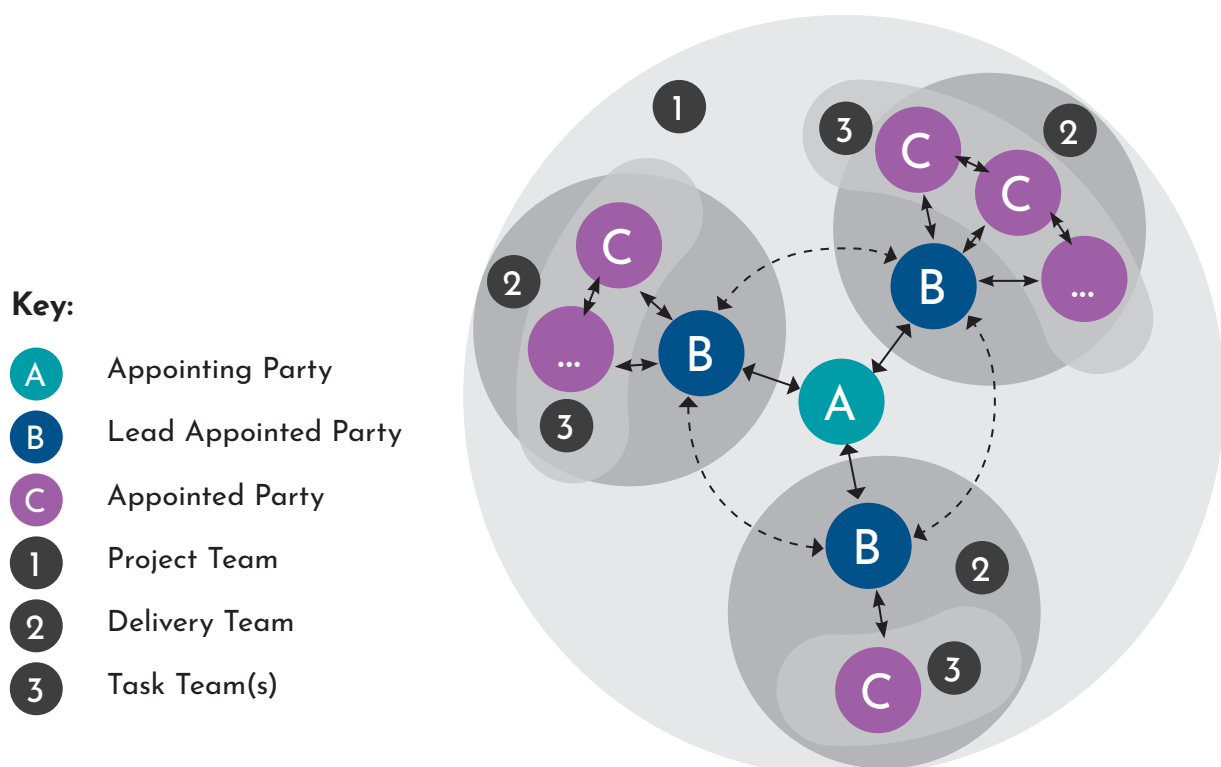 Key:
A Appointing Party
B Lead Appointed Party
C Appointed Party
1 Project Team
2 Delivery Team
3 Task Team(s)
1
3
C
2
C
C
2
B
...
...
B
A
3
B
2
C
3